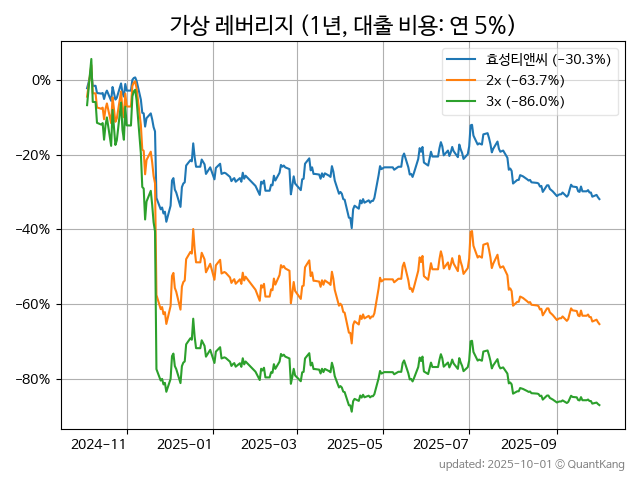 가상 레버리지 (1년, 대출 비용: 연 5%)
효성티앤씨 (−30.3%)
2x (−63.7%)
3x (−86.0%)
0%
−20%
−40%
−60%
−80%
2024-11
2025-01
2025-03
2025-05
2025-07
2025-09
updated: 2025-10-01 © QuantKang